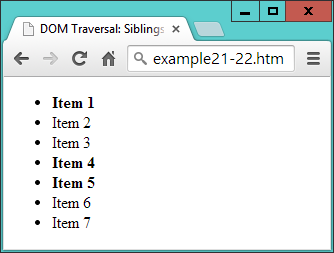 DOM Traversal: Siblings
example21-22.htm
Item 1
Item 2
Item 3
Item 4
Item 5
Item 6
Item 7